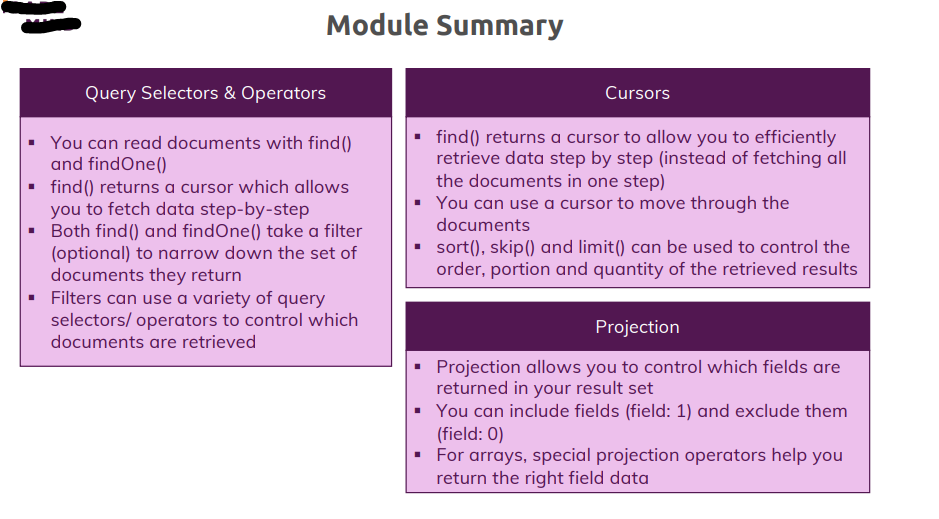 Module Summary
Query Selectors & Operators
▪ You can read documents with find()
and findOne()
▪ find() returns a cursor which allows
you to fetch data step-by-step
▪ Both find() and findOne() take a filter
(optional) to narrow down the set of
documents they return
▪ Filters can use a variety of query
selectors/ operators to control which
documents are retrieved
Cursors
▪ find() returns a cursor to allow you to efficiently
retrieve data step by step (instead of fetching all
the documents in one step)
▪ You can use a cursor to move through the
documents
▪ sort(), skip() and limit() can be used to control the
order, portion and quantity of the retrieved results
Projection
▪ Projection allows you to control which fields are
returned in your result set
▪ You can include fields (field: 1) and exclude them
(field: 0)
▪ For arrays, special projection operators help you
return the right field data